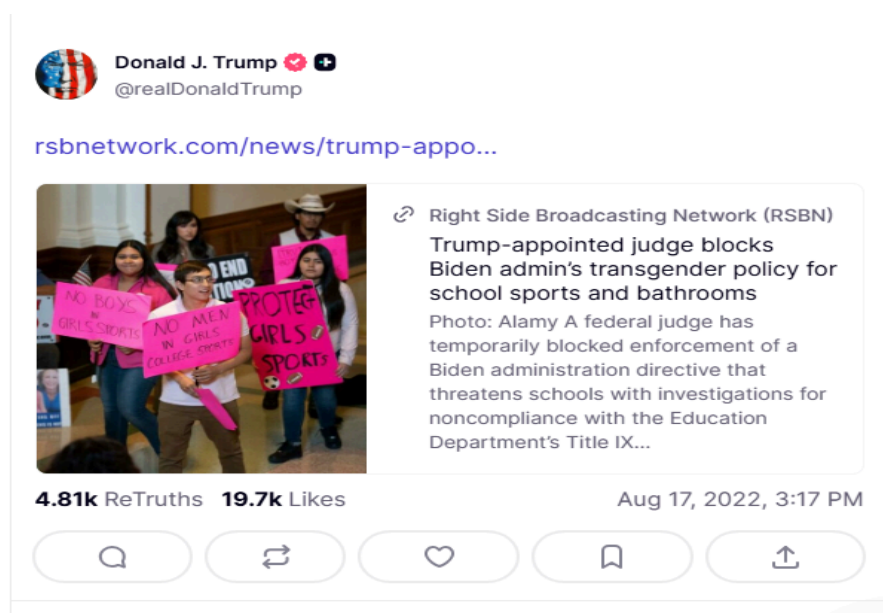 Donald J. Trump
@realDonaldTrump
rsbnetwork.com/news/trump-appo...
NO BOYS
IN
GIRLS SPORTS
NO MEN
IN GIRLS
COLLEGE SPORTS
END
PROTECT
GIRLS
SPORTS
Right Side Broadcasting Network (RSBN)
Trump-appointed judge blocks
Biden admin's transgender policy for
school sports and bathrooms
Photo: Alamy A federal judge has
temporarily blocked enforcement of a
Biden administration directive that
threatens schools with investigations for
noncompliance with the Education
Department's Title IX...
4.81k ReTruths 19.7k Likes
Aug 17, 2022, 3:17 PM